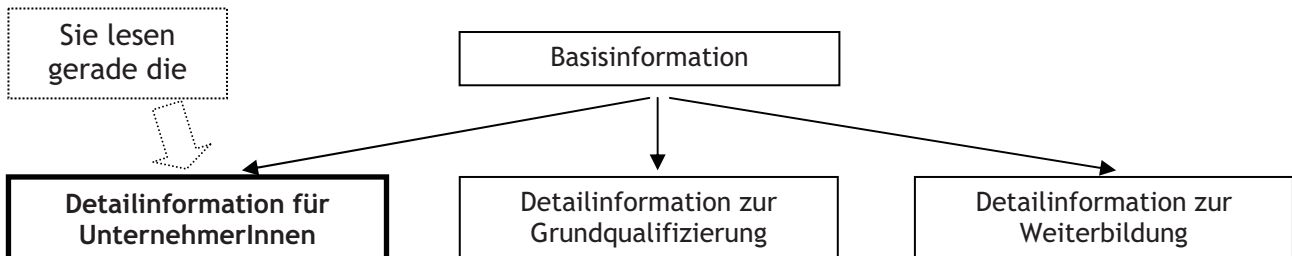 Sie lesen
gerade die
Basisinformation
Detailinformation für
UnternehmerInnen
Detailinformation zur
Grundqualifizierung
Detailinformation zur
Weiterbildung